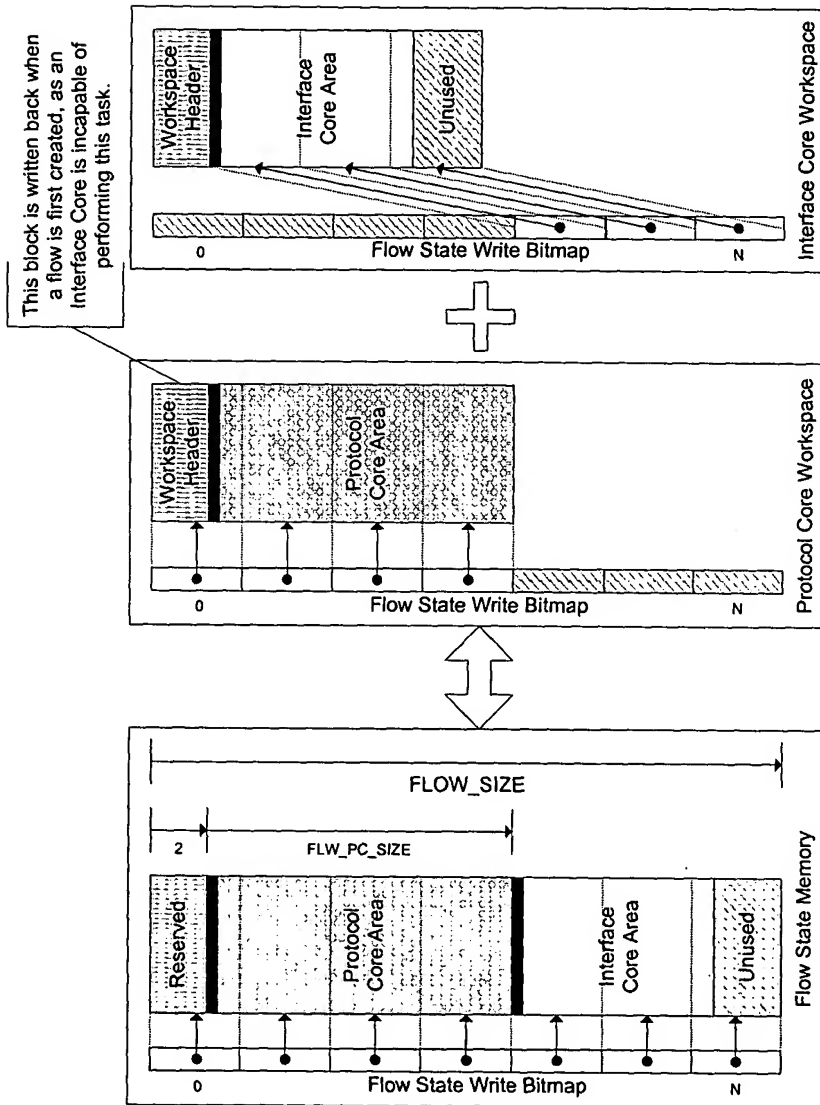 This block is written back when
a flow is first created, as an
Interface Core is incapable of
performing this task.
Reserved
Protocol
Core Area
Interface
Core Area
Unused
0
Flow State Write Bitmap
N
2
FLW_PC_SIZE
FLOW_SIZE
Flow State Memory
Workspace
Header
Protocol
Core Area
0
Flow State Write Bitmap
N
Protocol Core Workspace
Workspace
Header
Interface
Core Area
Unused
0
Flow State Write Bitmap
N
Interface Core Workspace